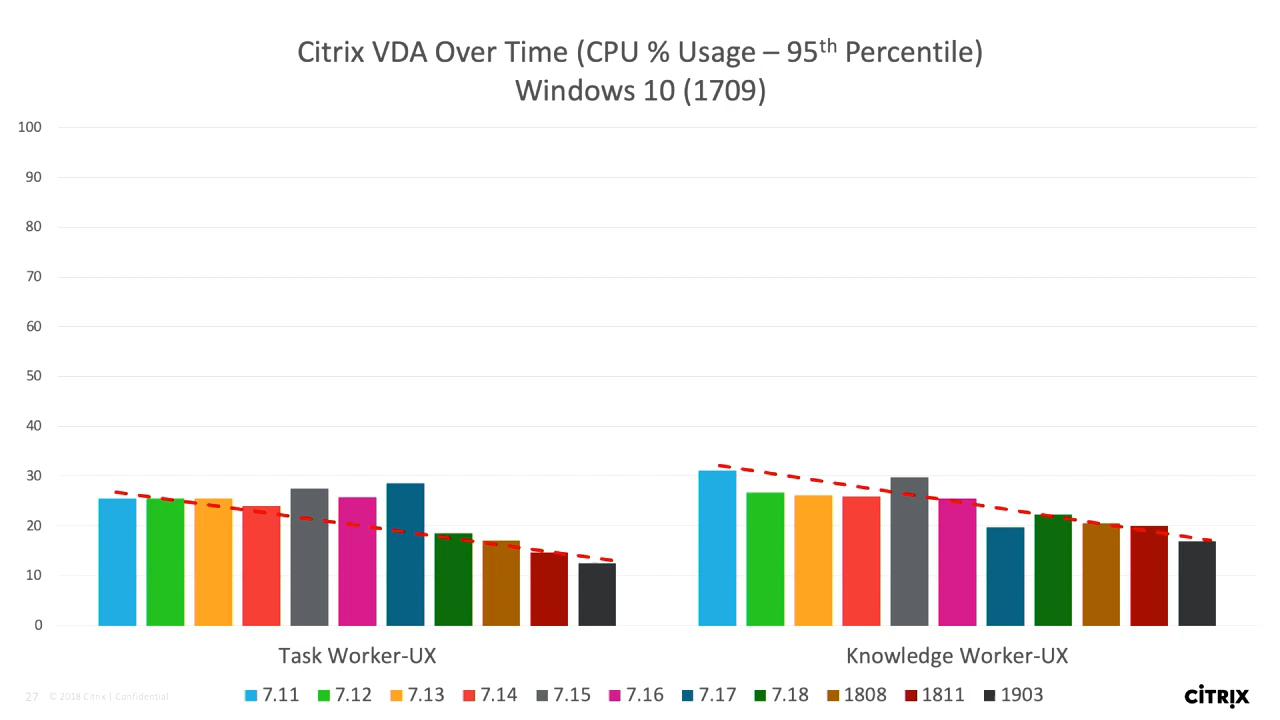 Citrix VDA Over Time (CPU % Usage – 95th Percentile)
Windows 10 (1709)
100
90
80
70
60
50
40
30
20
10
0
Task Worker-UX
Knowledge Worker-UX
7.11 7.12 7.13 7.14 7.15 7.16 7.17 7.18 1808 1811 1903
27 © 2018 Citrix | Confidential
CİTRIX